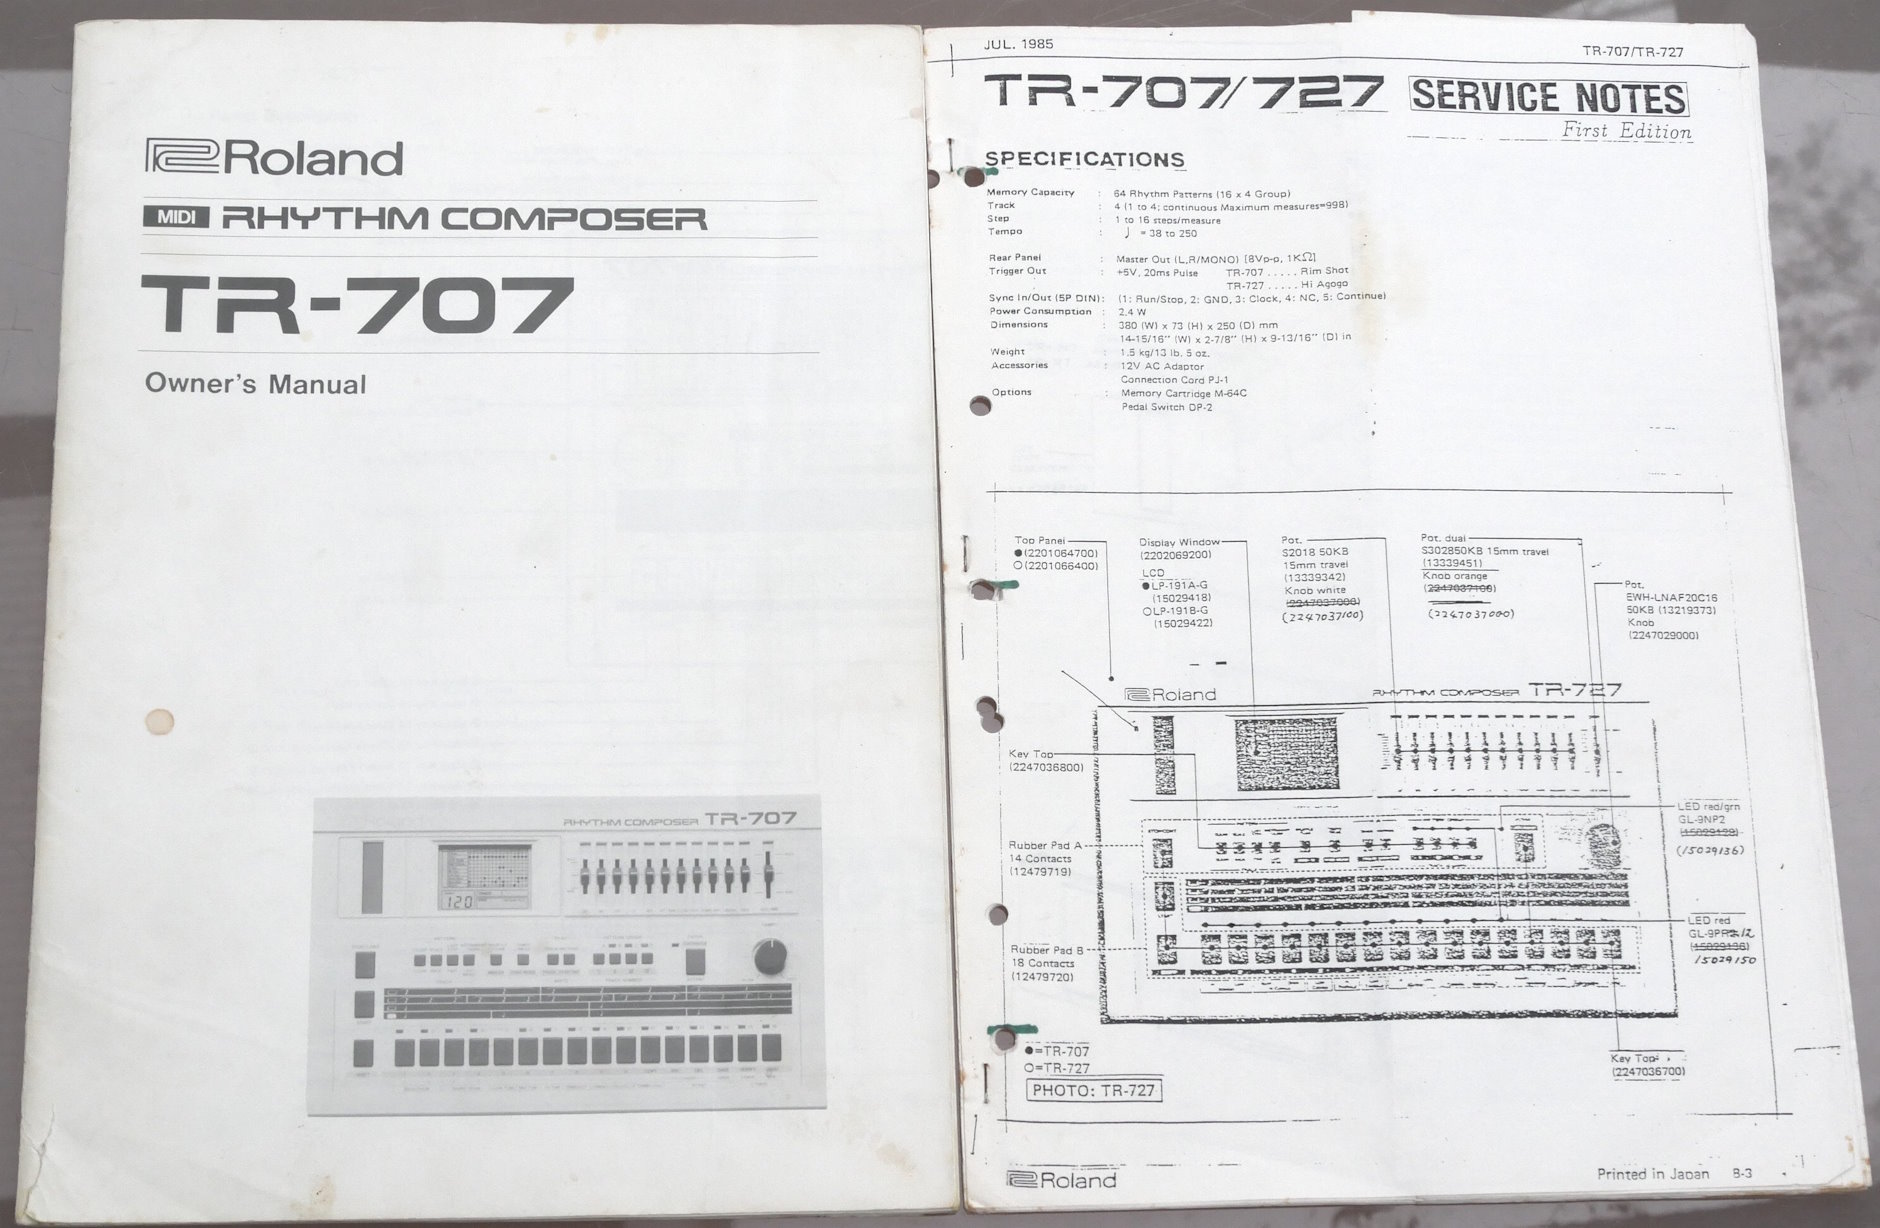 Roland
MIDI RHYTHM COMPOSER
TR-707
Owner's Manual
RHYTHM COMPOSER TR-707
120
JUL. 1985
TR-707/TR-727
TR-707/727 SERVICE NOTES
First Edition
SPECIFICATIONS
Memory Capacity : 64 Rhythm Patterns (16 x 4 Group)
Track : 4 (1 to 4; continuous Maximum measures=998)
Step : 1 to 16 steps/measure
Tempo : ♩ = 38 to 250
Rear Panel : Master Out (L,R/MONO) [8Vp-p, 1KΩ]
Trigger Out : +5V, 20ms Pulse TR-707 ..... Rim Shot
TR-727 ..... Hi Agogo
Sync In/Out (5P DIN): (1: Run/Stop, 2: GND, 3: Clock, 4: NC, 5: Continue)
Power Consumption : 2.4 W
Dimensions : 380 (W) x 73 (H) x 250 (D) mm
14-15/16" (W) x 2-7/8" (H) x 9-13/16" (D) in
Weight : 1.5 kg/13 lb. 5 oz.
Accessories : 12V AC Adaptor
Connection Cord PJ-1
Options : Memory Cartridge M-64C
Pedal Switch DP-2
Top Panel
●(2201064700)
○(2201066400)
Display Window
(2202069200)
LCD
●LP-191A-G
(15029418)
○LP-191B-G
(15029422)
Pot.
S2018 50KB
15mm travel
(13339342)
Knob white
(2247037000)
(2247037100)
Pot. dual
S302850KB 15mm travel
(13339451)
Knob orange
(2247037100)
(2247037000)
Pot.
EWH-LNAF20C16
50KB (13219373)
Knob
(2247029000)
Roland
RHYTHM COMPOSER TR-727
Key Top
(2247036800)
LED red/grn
GL-9NP2
(15029129)
(15029136)
Rubber Pad A
14 Contacts
(12479719)
LED red
GL-9PR212
(15029136)
15029150
Rubber Pad B
18 Contacts
(12479720)
●=TR-707
○=TR-727
PHOTO: TR-727
Key Top
(2247036700)
Roland
Printed in Japan B-3